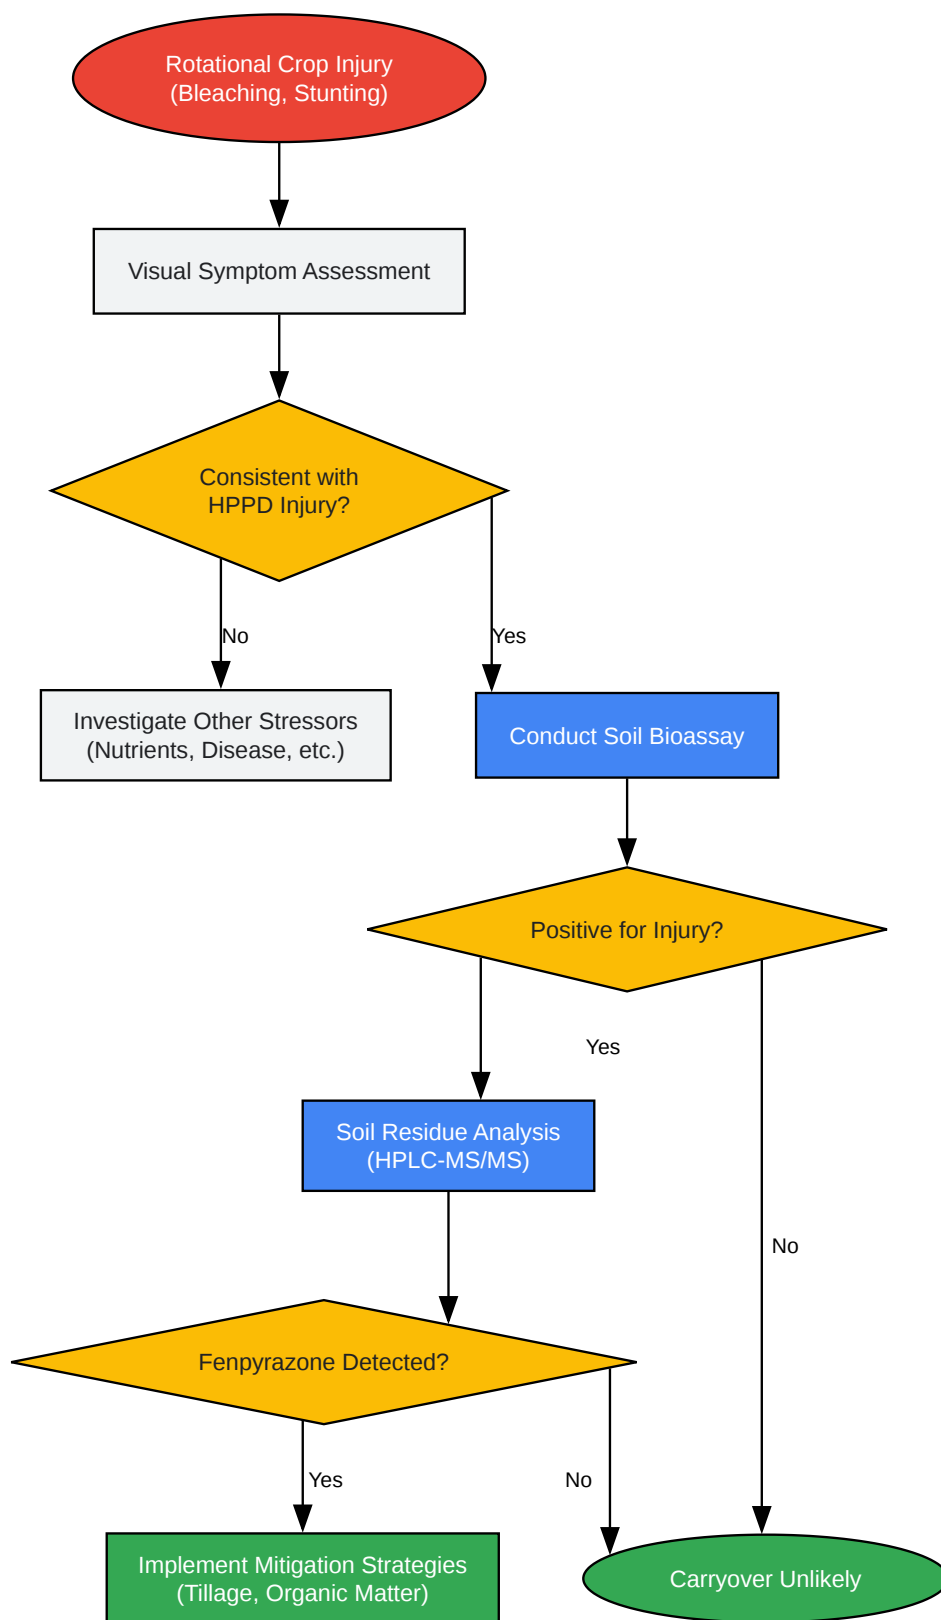 Rotational Crop Injury
(Bleaching, Stunting)
Visual Symptom Assessment
Consistent with
HPPD Injury?
No
Yes
Investigate Other Stressors
(Nutrients, Disease, etc.)
Conduct Soil Bioassay
Positive for Injury?
Yes
Soil Residue Analysis
(HPLC-MS/MS)
No
Fenpyrazone Detected?
Yes
No
Implement Mitigation Strategies
(Tillage, Organic Matter)
Carryover Unlikely